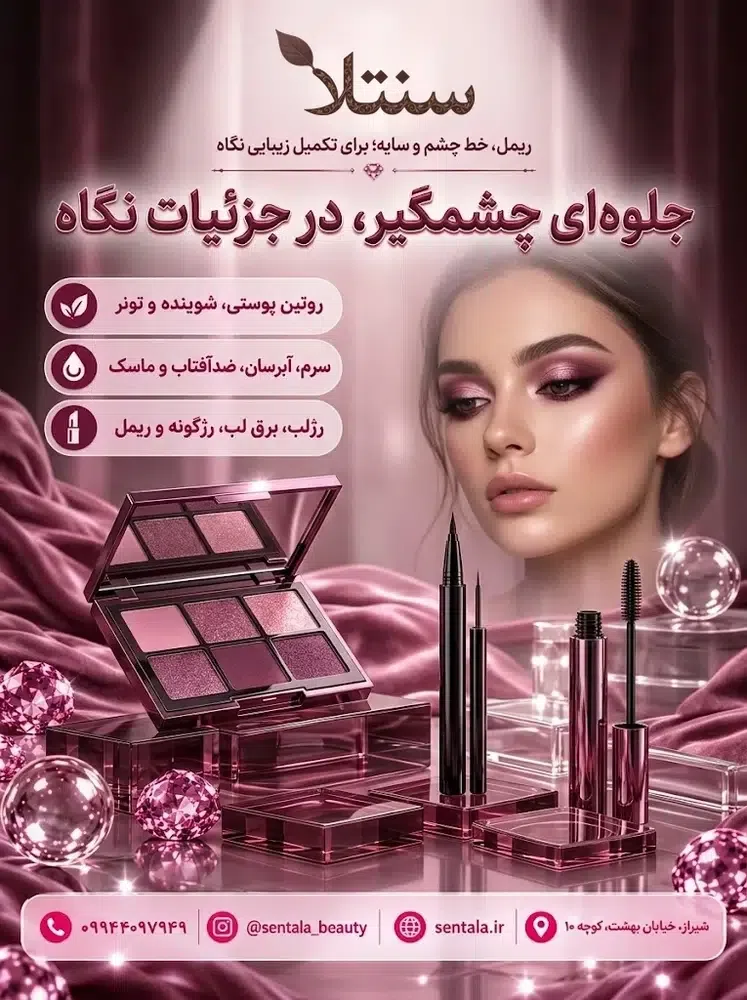 سنتلا
ریمل، خط چشم و سایه؛ برای تکمیل زیبایی نگاه
جلوه‌ای چشمگیر، در جزئیات نگاه
روتین پوستی، شوینده و تونر
سرم، آبرسان، ضدآفتاب و ماسک
رژلب، برق لب، رژگونه و ریمل
۰۹۹۴۴۰۹۷۹۴۹
@sentala_beauty
sentala.ir
شیراز، خیابان بهشت، کوچه ۱۰